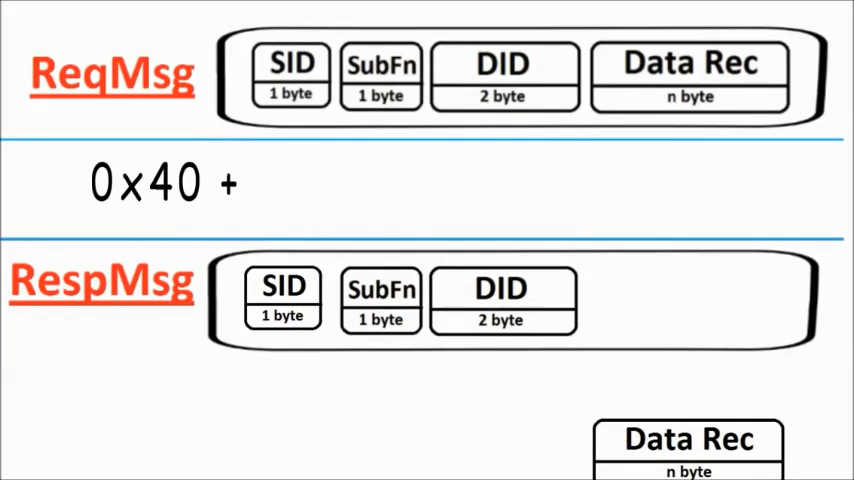 ReqMsg
SID SubFn DID Data Rec
1 byte 1 byte 2 byte n byte
0x40 +
RespMsg
SID SubFn DID
1 byte 1 byte 2 byte
Data Rec
n byte